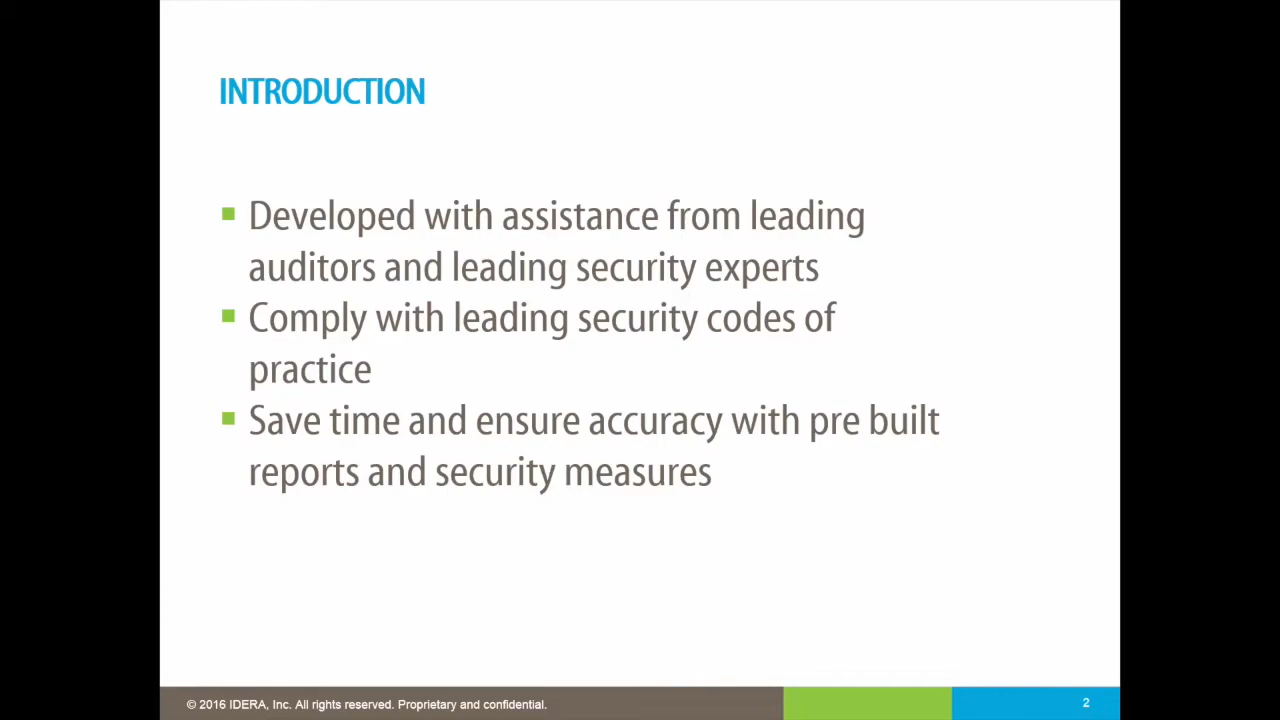 INTRODUCTION
▪ Developed with assistance from leading
auditors and leading security experts
▪ Comply with leading security codes of
practice
▪ Save time and ensure accuracy with pre built
reports and security measures
© 2016 IDERA, Inc. All rights reserved. Proprietary and confidential.
2